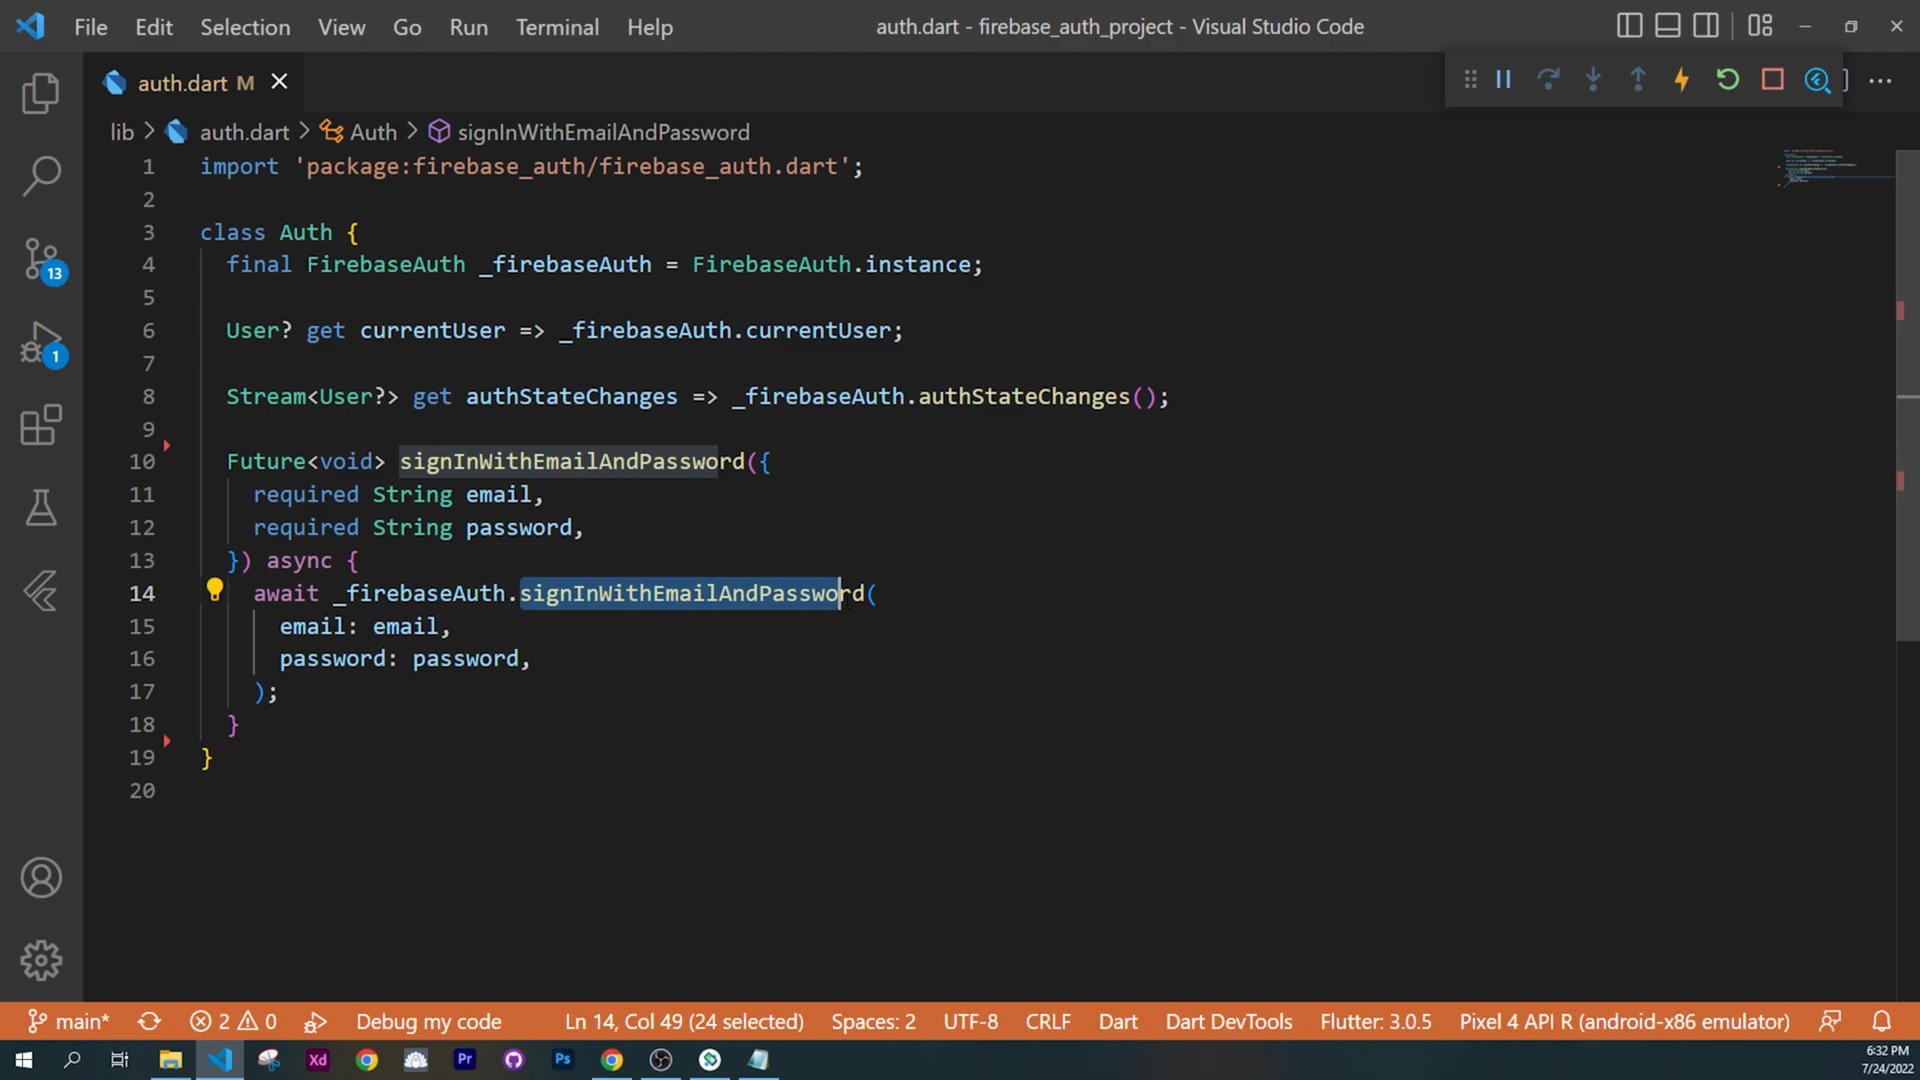 File Edit Selection View Go Run Terminal Help auth.dart - firebase_auth_project - Visual Studio Code
auth.dart M
lib > auth.dart > Auth > signInWithEmailAndPassword
1 import 'package:firebase_auth/firebase_auth.dart';
2
3 class Auth {
4 final FirebaseAuth _firebaseAuth = FirebaseAuth.instance;
5
6 User? get currentUser => _firebaseAuth.currentUser;
7
8 Stream<User?> get authStateChanges => _firebaseAuth.authStateChanges();
9
10 Future<void> signInWithEmailAndPassword({
11 required String email,
12 required String password,
13 }) async {
14 await _firebaseAuth.signInWithEmailAndPassword(
15 email: email,
16 password: password,
17 );
18 }
19 }
20
13
1
main* 2 0 Debug my code Ln 14, Col 49 (24 selected) Spaces: 2 UTF-8 CRLF Dart Dart DevTools Flutter: 3.0.5 Pixel 4 API R (android-x86 emulator)
Xd Pr Ps
6:32 PM
7/24/2022